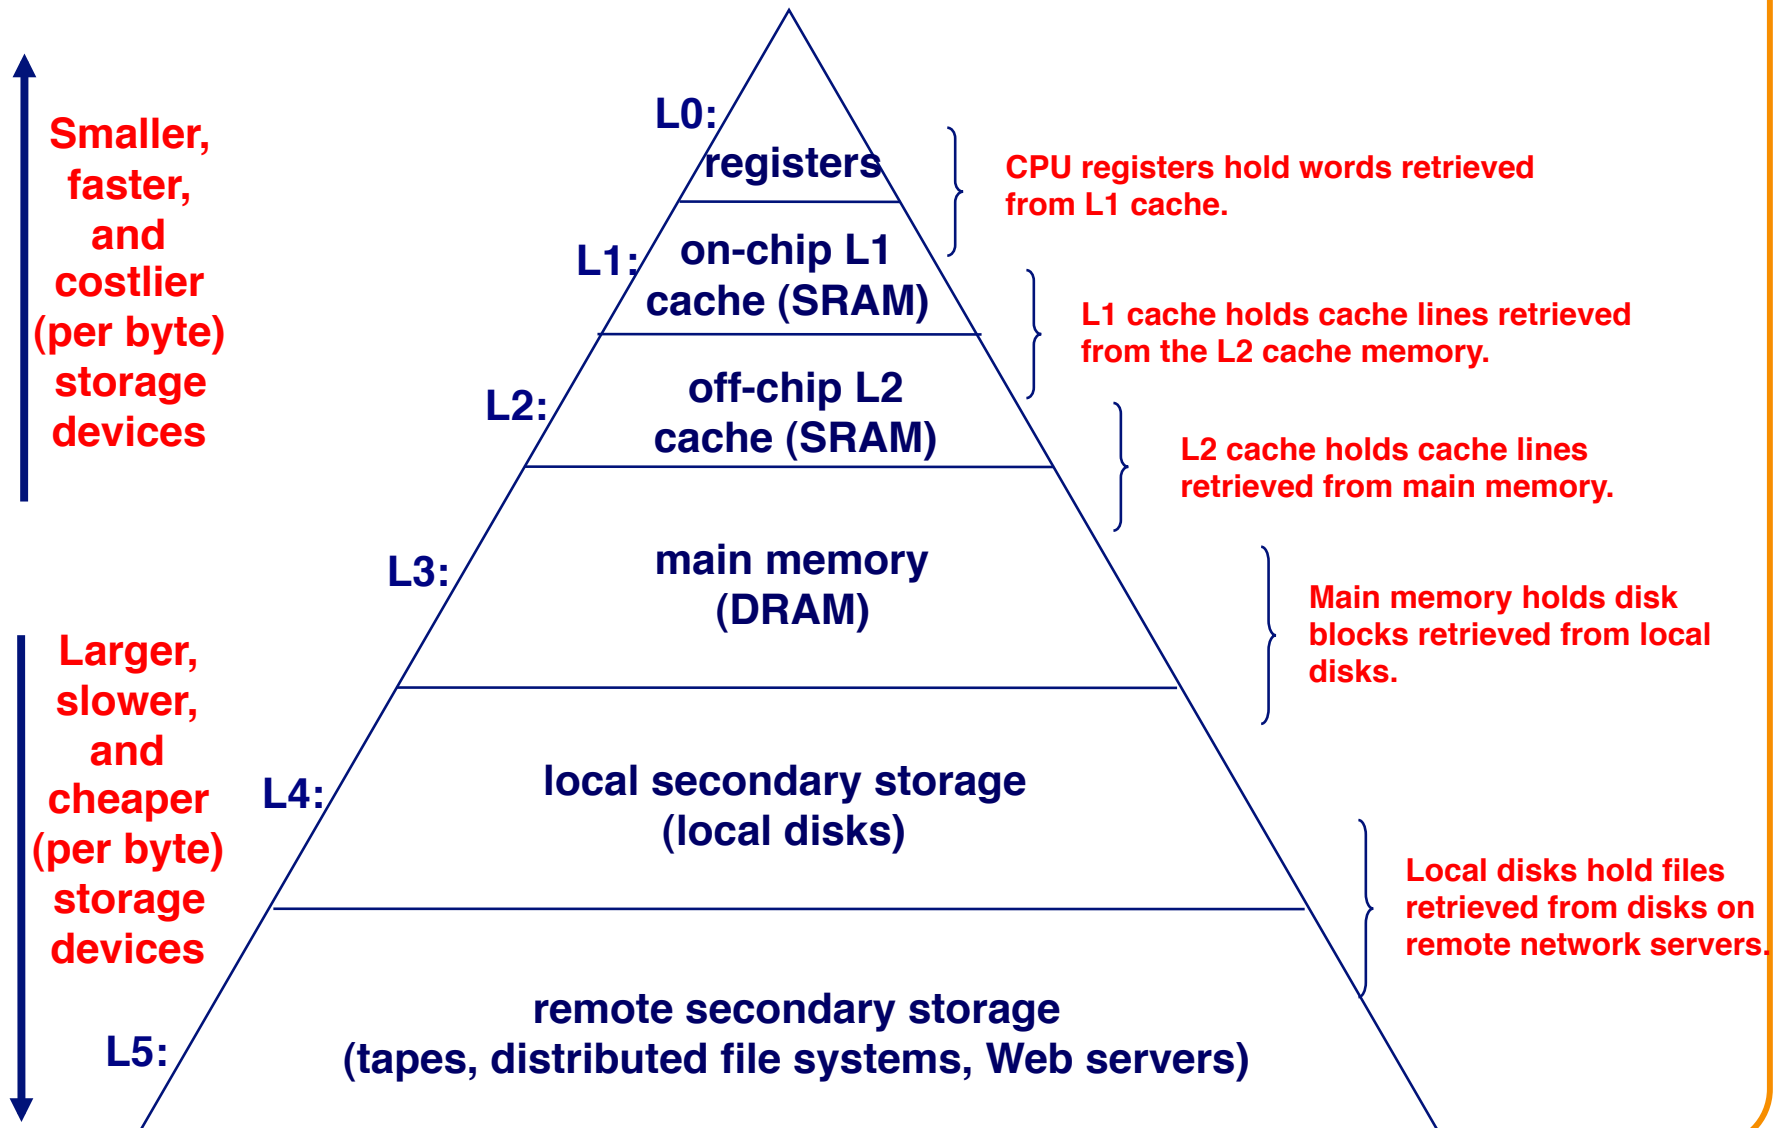 Smaller,
faster,
and
costlier
(per byte)
storage
devices
Larger,
slower,
and
cheaper
(per byte)
storage
devices
L0:
registers
CPU registers hold words retrieved
from L1 cache.
L1:
on-chip L1
cache (SRAM)
L1 cache holds cache lines retrieved
from the L2 cache memory.
L2:
off-chip L2
cache (SRAM)
L2 cache holds cache lines
retrieved from main memory.
L3:
main memory
(DRAM)
Main memory holds disk
blocks retrieved from local
disks.
L4:
local secondary storage
(local disks)
Local disks hold files
retrieved from disks on
remote network servers.
L5:
remote secondary storage
(tapes, distributed file systems, Web servers)